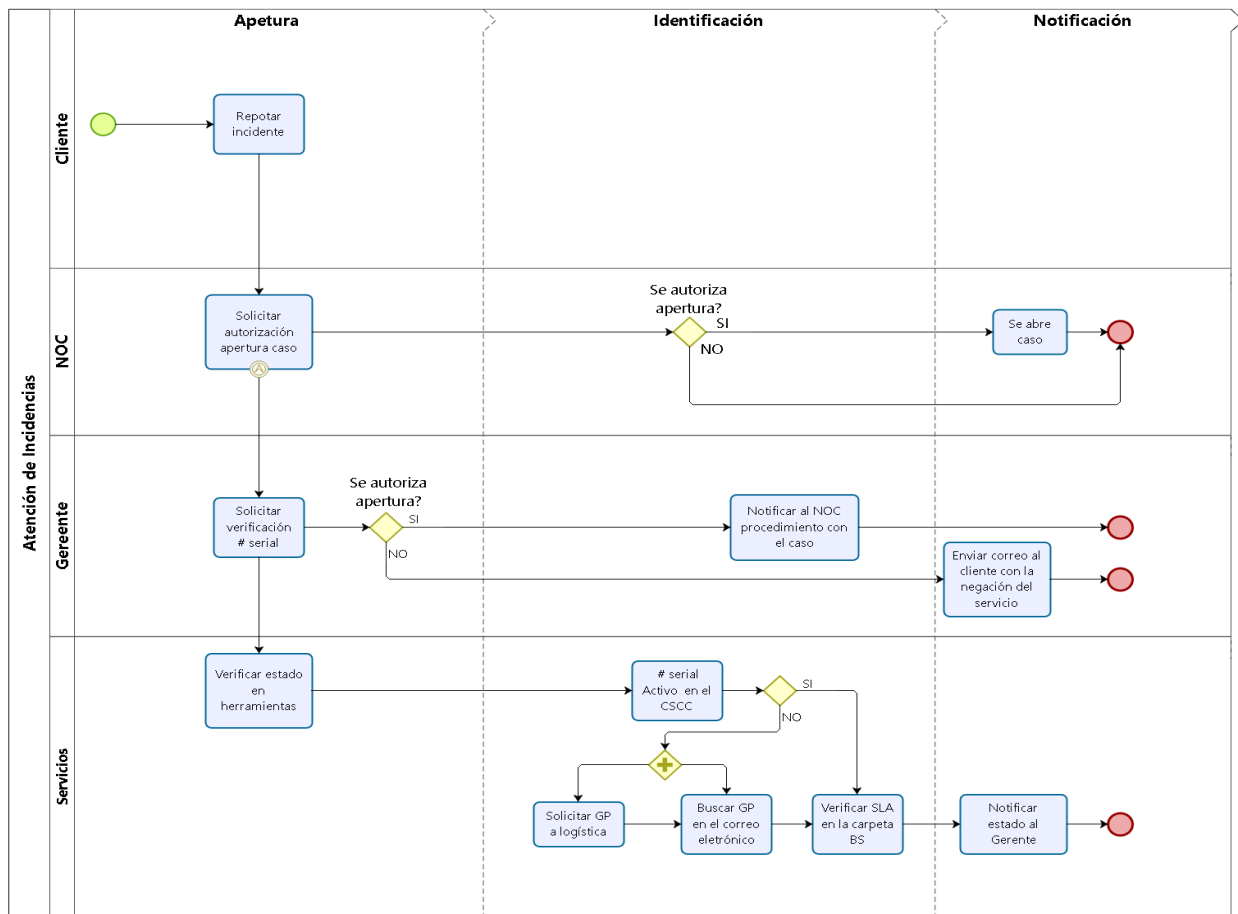 Apetura
Identificación
Notificación
Atención de Incidencias
Cliente
Repotar
incidente
NOC
Solicitar
autorización
apertura caso
A
Se autoriza
apertura?
SI
NO
Se abre
caso
Gereente
Solicitar
verificación
# serial
Se autoriza
apertura?
SI
NO
Notificar al NOC
procedimiento con
el caso
Enviar correo al
cliente con la
negación del
servicio
Servicios
Verificar estado
en
herramientas
# serial
Activo en el
CSCC
SI
NO
Solicitar GP
a logística
Buscar GP
en el correo
eletrónico
Verificar SLA
en la carpeta
BS
Notificar
estado al
Gerente